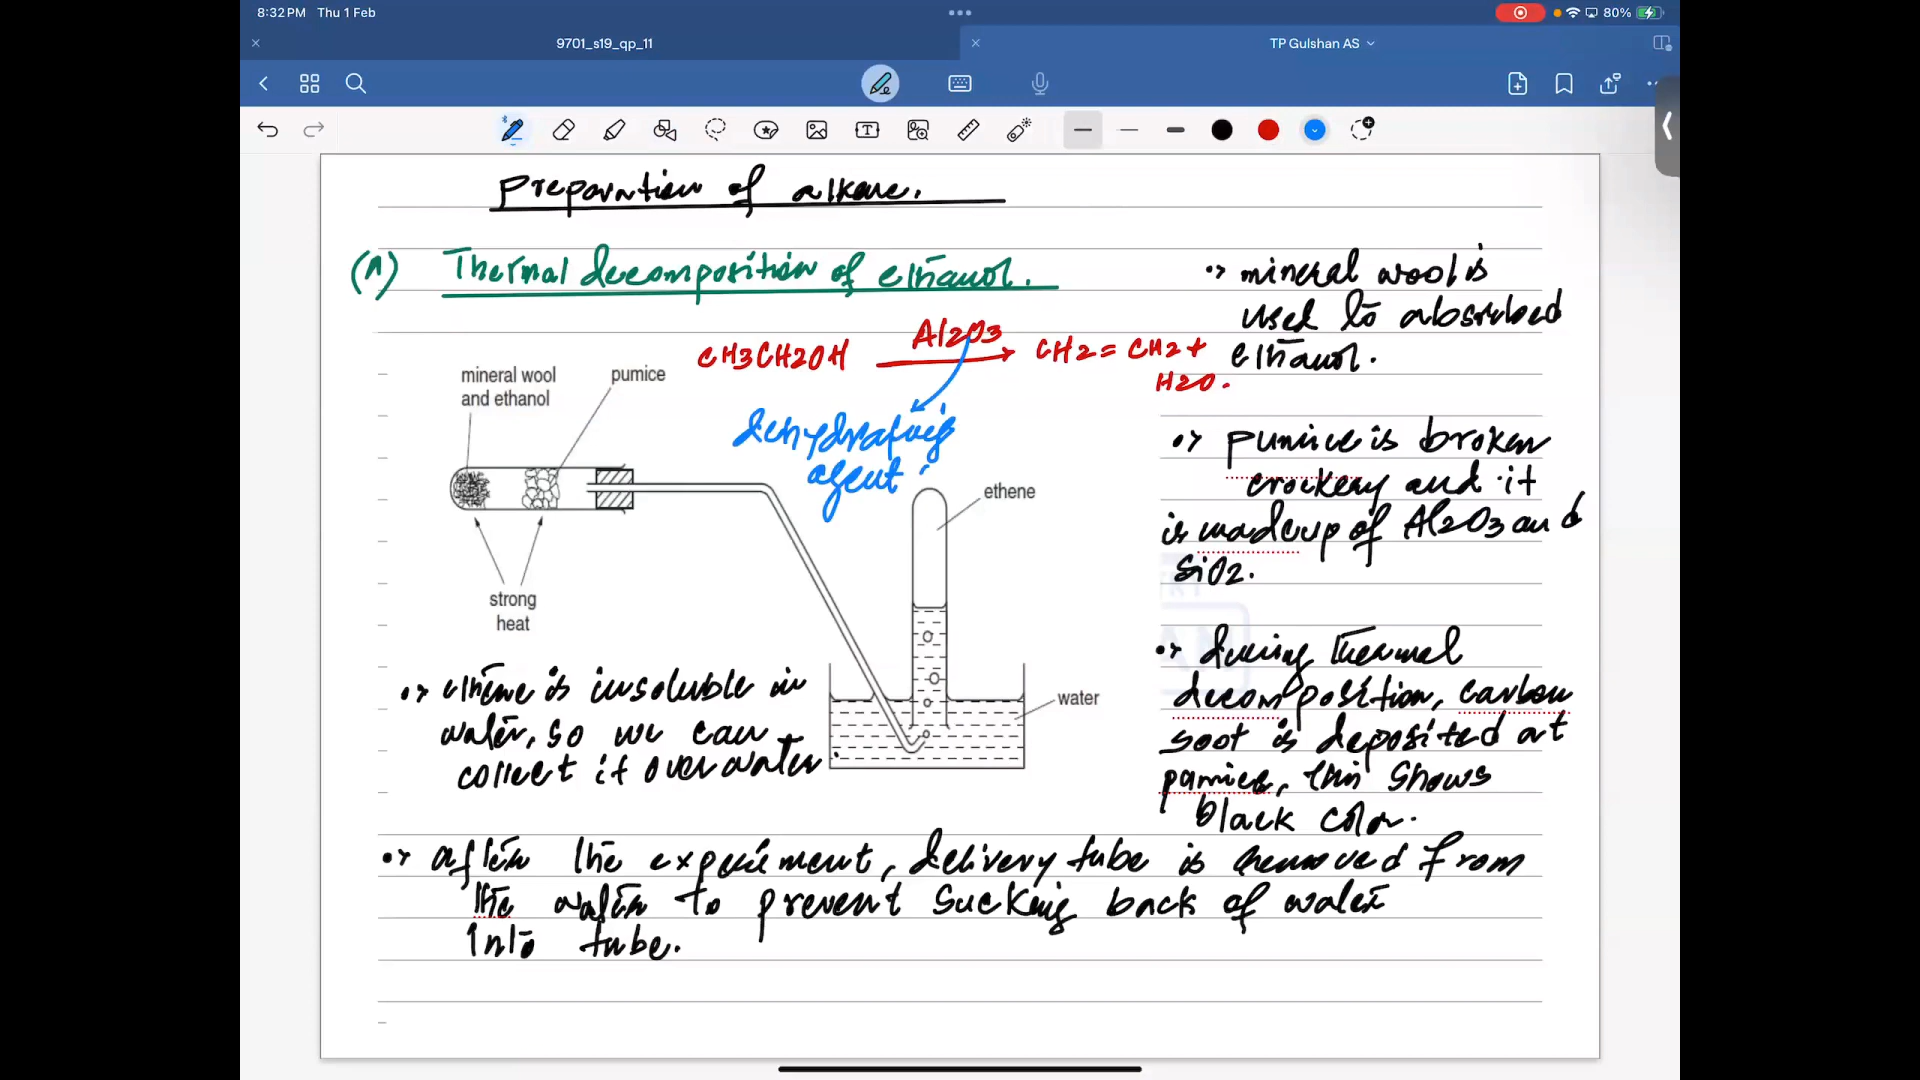 8:32 PM Thu 1 Feb
80%
9701_s19_qp_11
TP Gulshan AS
Preparation of alkene.
(A) Thermal decomposition of ethanol.
CH3CH2OH Al2O3 CH2 = CH2 +
H2O.
dehydrating
agent.
mineral wool
and ethanol
pumice
strong
heat
ethene
water
mineral wool is
used to absorbed
ethanol.
pumice is broken
crockery and it
is madeup of Al2O3 and
SiO2.
during thermal
decomposition, carbon
soot is deposited at
pumice, this shows
black color.
ethene is insoluble in
water, so we can
collect it over water.
after the experiment, delivery tube is removed from
the water to prevent sucking back of water
into tube.